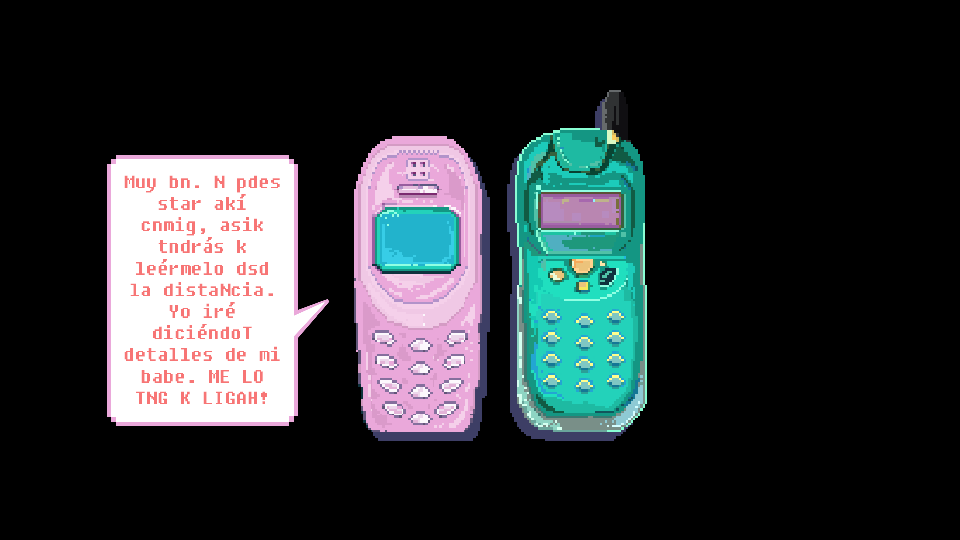 Muy bn. N pdes
star akí
cnmig, asik
tndrás k
leérmelo dsd
la distaNcia.
Yo iré
diciéndoT
detalles de mi
babe. ME LO
TNG K LIGAH!